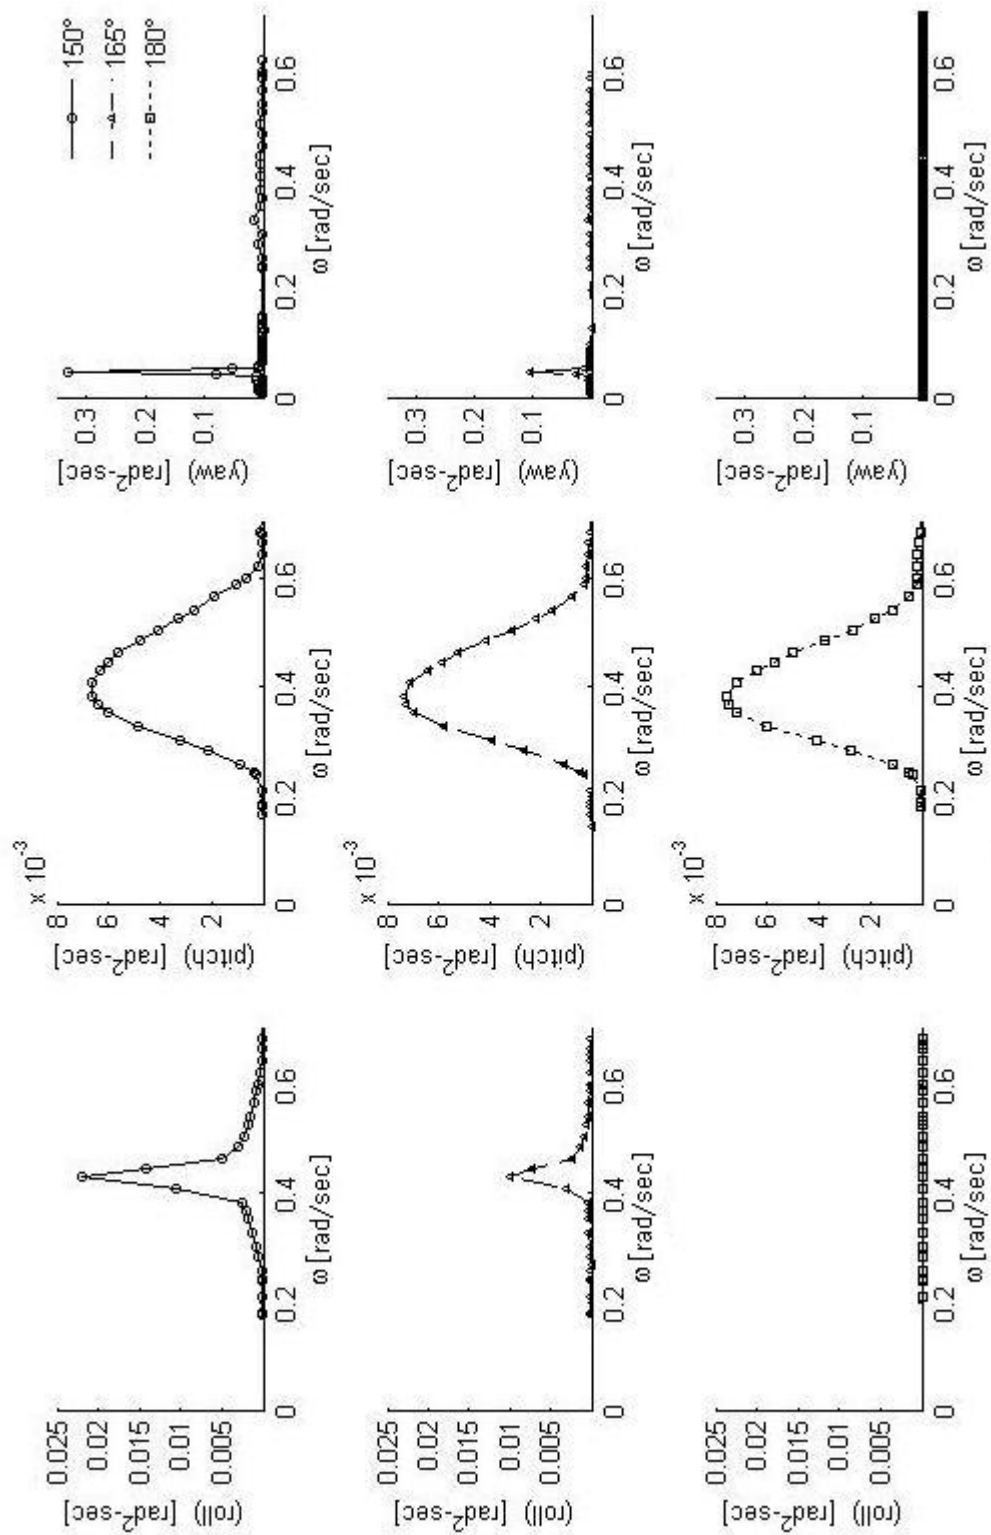 150°
165°
180°
0.025
0.02
0.015
0.01
0.005
(roll) [rad²-sec]
0 0.2 0.4 0.6
ω [rad/sec]
x 10⁻³
8
6
4
2
(pitch) [rad²-sec]
0 0.2 0.4 0.6
ω [rad/sec]
0.3
0.2
0.1
(yaw) [rad²-sec]
0 0.2 0.4 0.6
ω [rad/sec]
0.025
0.02
0.015
0.01
0.005
(roll) [rad²-sec]
0 0.2 0.4 0.6
ω [rad/sec]
x 10⁻³
8
6
4
2
(pitch) [rad²-sec]
0 0.2 0.4 0.6
ω [rad/sec]
0.3
0.2
0.1
(yaw) [rad²-sec]
0 0.2 0.4 0.6
ω [rad/sec]
0.025
0.02
0.015
0.01
0.005
(roll) [rad²-sec]
0 0.2 0.4 0.6
ω [rad/sec]
x 10⁻³
8
6
4
2
(pitch) [rad²-sec]
0 0.2 0.4 0.6
ω [rad/sec]
0.3
0.2
0.1
(yaw) [rad²-sec]
0 0.2 0.4 0.6
ω [rad/sec]